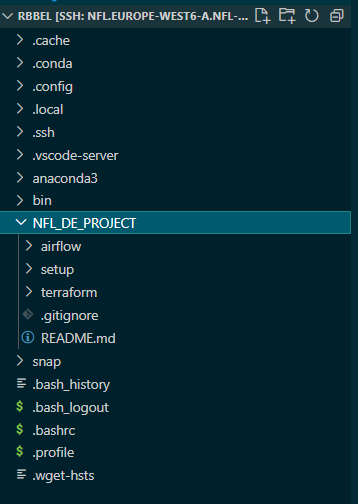 RBBEL [SSH: NFL.EUROPE-WEST6-A.NFL-...
.cache
.conda
.config
.local
.ssh
.vscode-server
anaconda3
bin
NFL_DE_PROJECT
airflow
setup
terraform
.gitignore
README.md
snap
.bash_history
.bash_logout
.bashrc
.profile
.wget-hsts